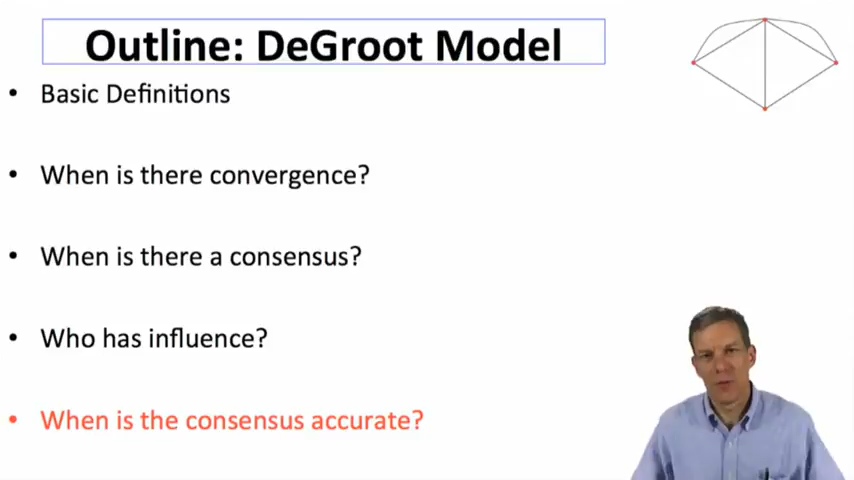 Outline: DeGroot Model
• Basic Definitions
• When is there convergence?
• When is there a consensus?
• Who has influence?
• When is the consensus accurate?